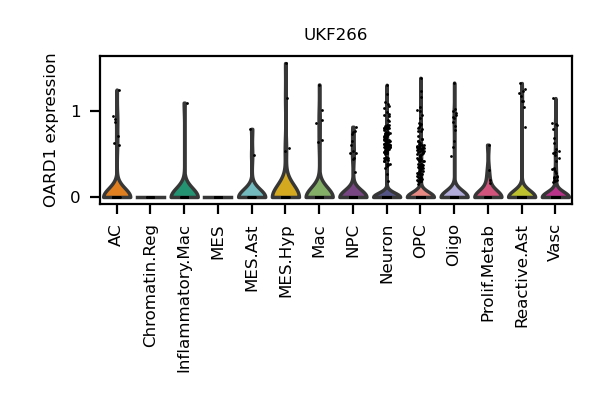 UKF266
OARD1 expression
1
0
AC
Chromatin.Reg
Inflammatory.Mac
MES
MES.Ast
MES.Hyp
Mac
NPC
Neuron
OPC
Oligo
Prolif.Metab
Reactive.Ast
Vasc